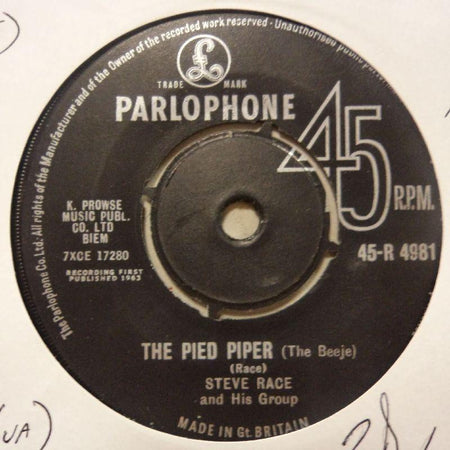 The Parlophone Co. Ltd. All rights of the Manufacturer and of the Owner of the recorded work reserved - Unauthorised public
£
TRADE MARK
PARLOPHONE
45
R.P.M.
K. PROWSE
MUSIC PUBL.
CO. LTD
BIEM
7XCE 17280
RECORDING FIRST
PUBLISHED 1963
45-R 4981
THE PIED PIPER (The Beeje)
(Race)
STEVE RACE
and His Group
MADE IN Gt. BRITAIN